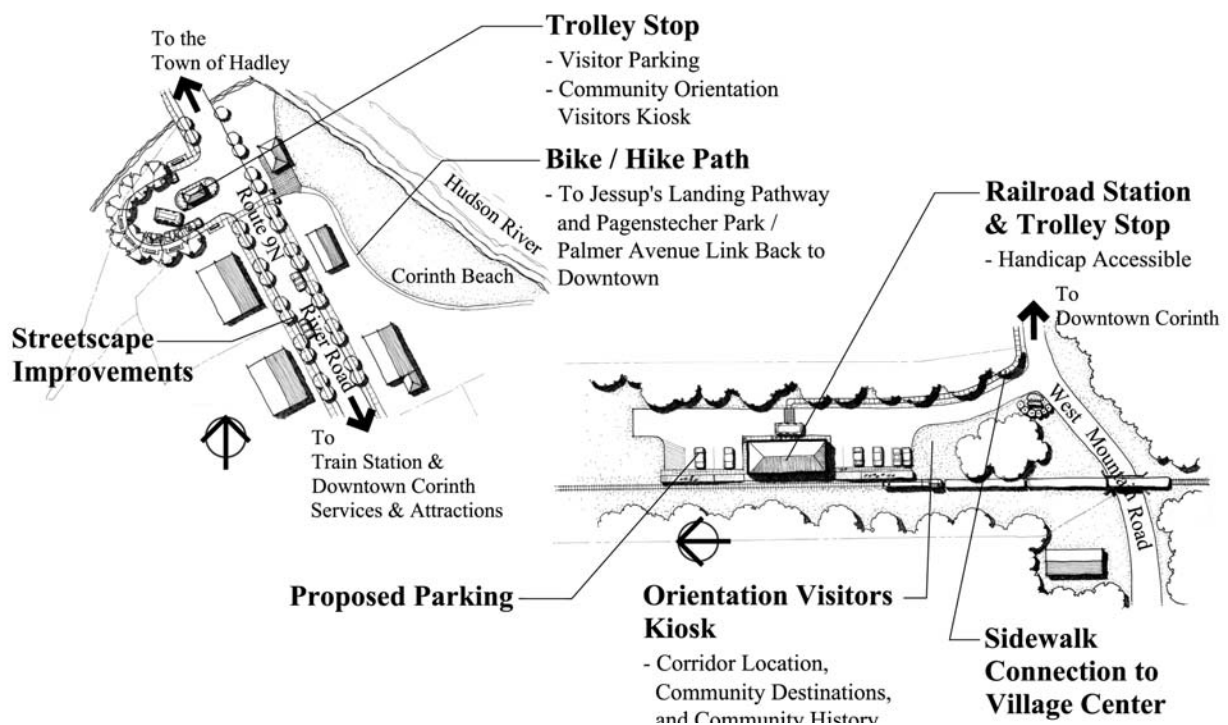 To the
Town of Hadley
Trolley Stop
- Visitor Parking
- Community Orientation
Visitors Kiosk
Bike / Hike Path
- To Jessup's Landing Pathway
and Pagenstecher Park /
Palmer Avenue Link Back to
Downtown
Hudson River
Corinth Beach
Route 9N
River Road
Streetscape
Improvements
To
Train Station &
Downtown Corinth
Services & Attractions
Railroad Station
& Trolley Stop
- Handicap Accessible
To
Downtown Corinth
West Mountain Road
Proposed Parking
Orientation Visitors
Kiosk
- Corridor Location,
Community Destinations,
and Community History
Sidewalk
Connection to
Village Center